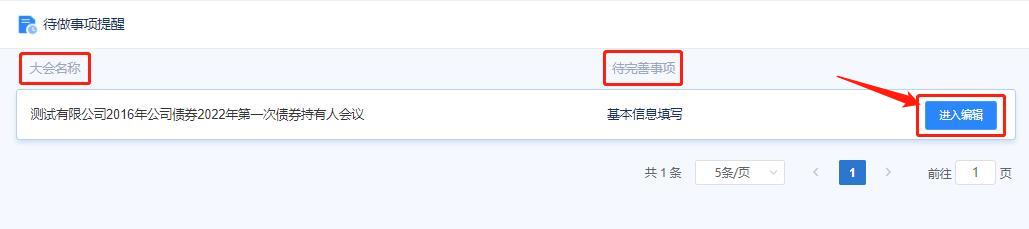 待做事项提醒
大会名称 待完善事项
测试有限公司2016年公司债券2022年第一次债券持有人会议 基本信息填写 进入编辑
共 1 条 5条/页 1 前往 1 页